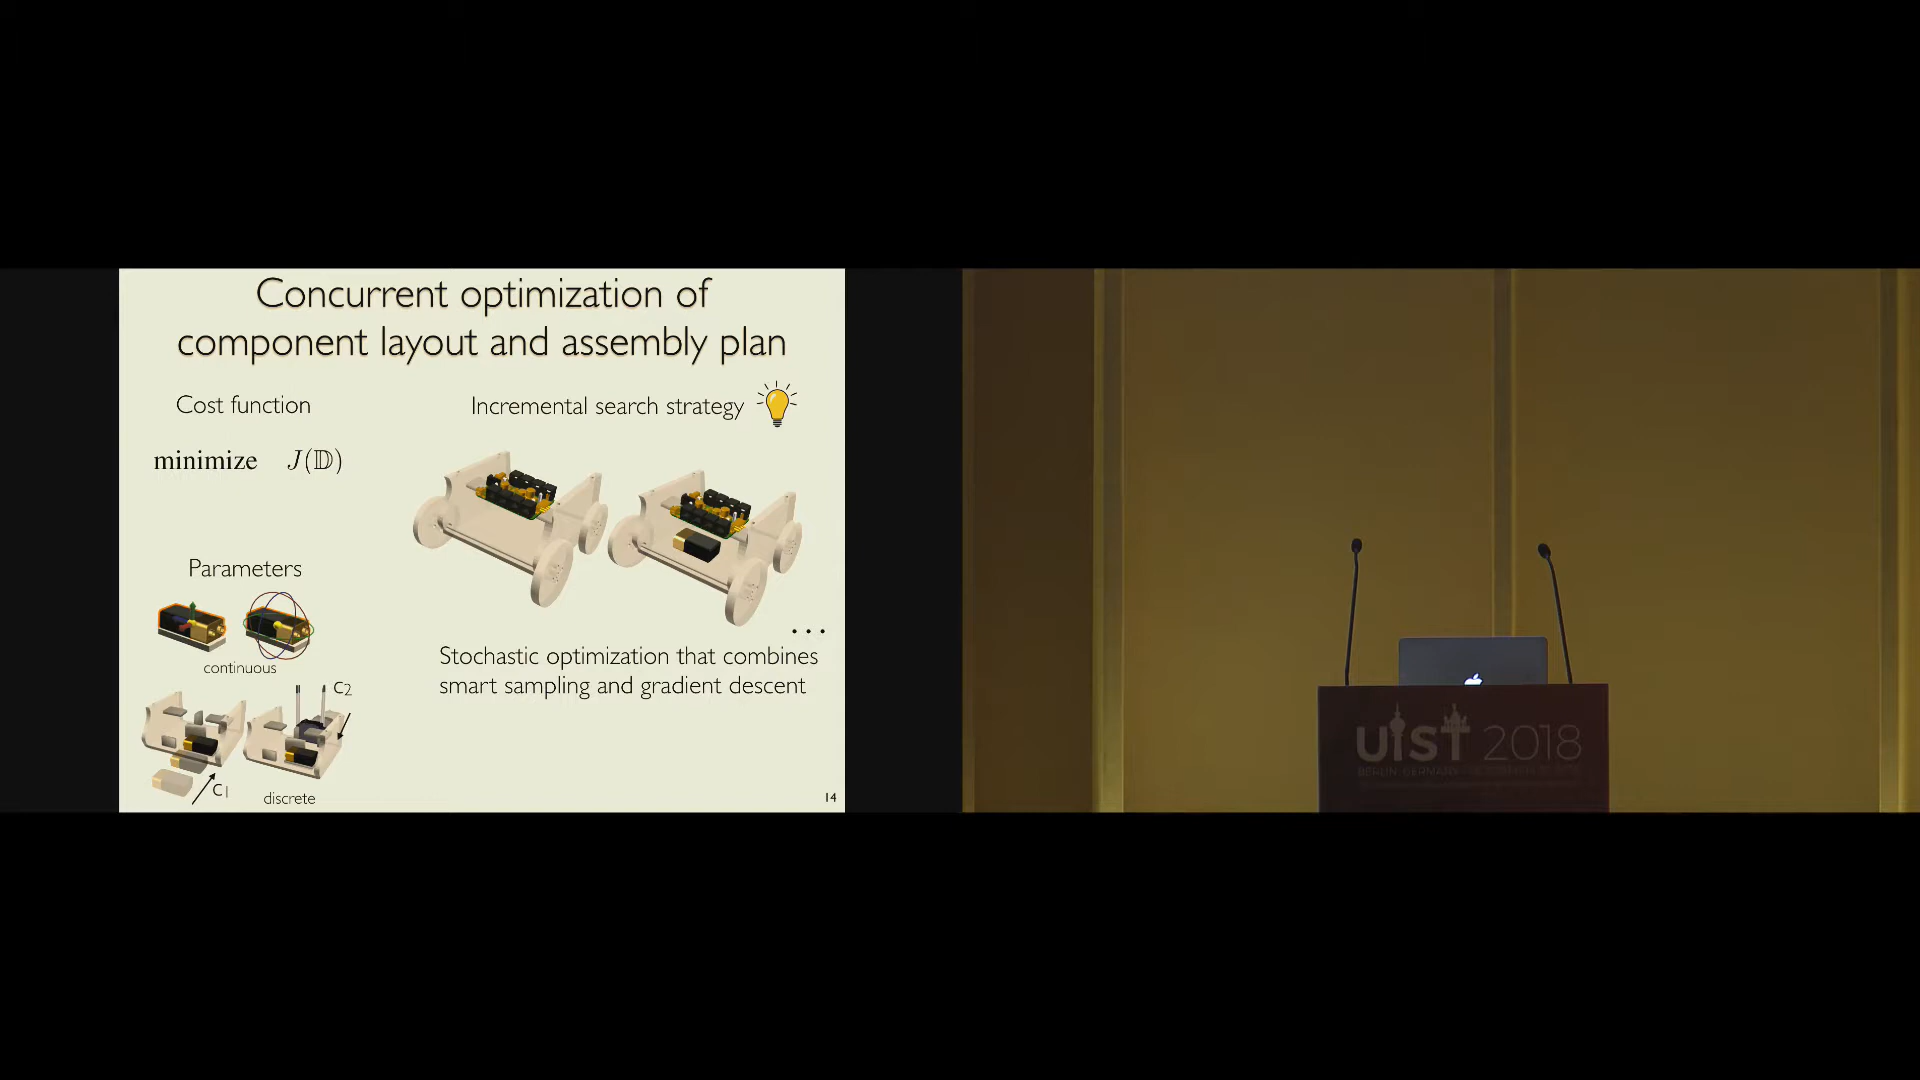 Concurrent optimization of
component layout and assembly plan
Cost function
minimize J(𝔻)
Parameters
continuous
C1
C2
discrete
Incremental search strategy
...
Stochastic optimization that combines
smart sampling and gradient descent
14
UIST 2018
BERLIN, GERMANY